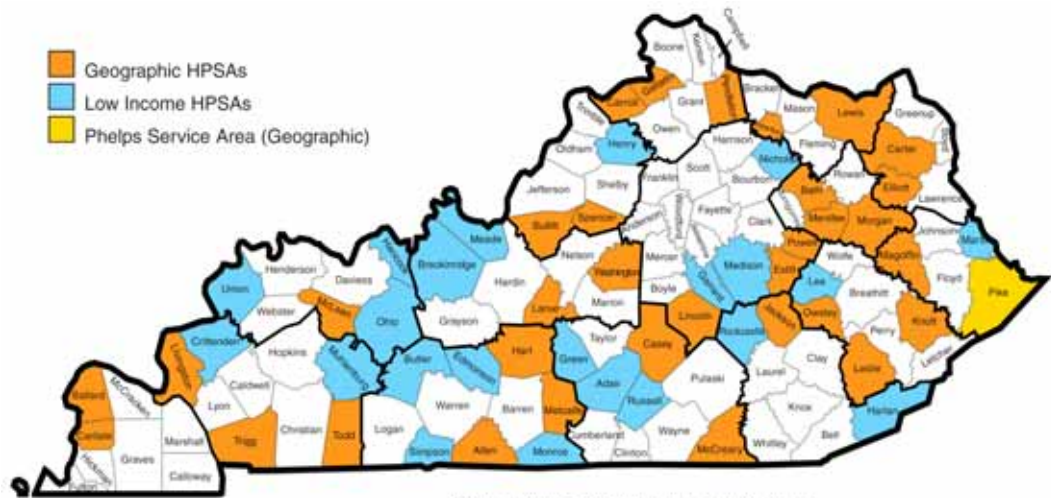 Geographic HPSAs
Low Income HPSAs
Phelps Service Area (Geographic)
Campbell
Boone
Kenton
Gallatin
Carroll
Grant
Pendleton
Bracken
Mason
Lewis
Greenup
Boyd
Trimble
Owen
Henry
Oldham
Harrison
Robertson
Fleming
Nicholas
Carter
Rowan
Elliott
Lawrence
Jefferson
Shelby
Franklin
Scott
Bourbon
Bath
Bullitt
Spencer
Anderson
Woodford
Fayette
Clark
Menifee
Morgan
Johnson
Martin
Meade
Breckinridge
Hancock
Hardin
Nelson
Washington
Mercer
Boyle
Garrard
Madison
Powell
Estill
Wolfe
Magoffin
Floyd
Pike
Henderson
Daviess
Union
Webster
McLean
Ohio
Grayson
Larue
Marion
Lincoln
Lee
Breathitt
Owsley
Knott
Jackson
Rockcastle
Perry
Letcher
Leslie
Crittenden
Livingston
Hopkins
Muhlenburg
Butler
Edmonson
Hart
Green
Taylor
Casey
Adair
Russell
Pulaski
Laurel
Clay
Harlan
Knox
Bell
Whitley
Ballard
McCracken
Carlisle
Graves
Marshall
Hickman
Fulton
Calloway
Lyon
Caldwell
Trigg
Christian
Todd
Logan
Warren
Simpson
Allen
Barren
Metcalfe
Monroe
Cumberland
Clinton
Wayne
McCreary